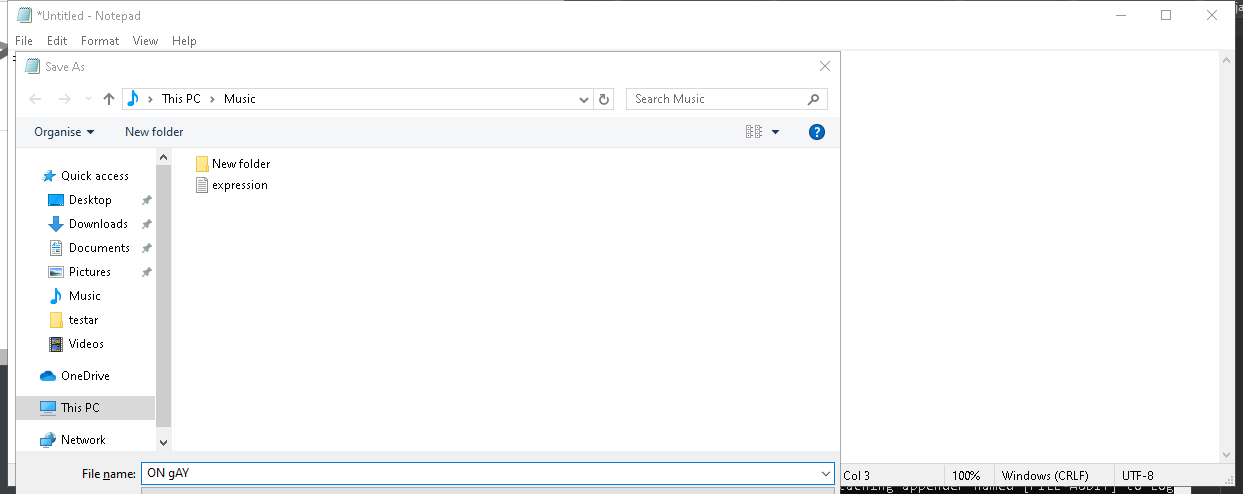 *Untitled - Notepad
File Edit Format View Help
Save As
This PC > Music
Search Music
Organise New folder
?
Quick access
Desktop
Downloads
Documents
Pictures
Music
testar
Videos
OneDrive
This PC
Network
New folder
expression
File name: ON gAY
Col 3 100% Windows (CRLF) UTF-8
appender named [FILE-AUDIT] to Log